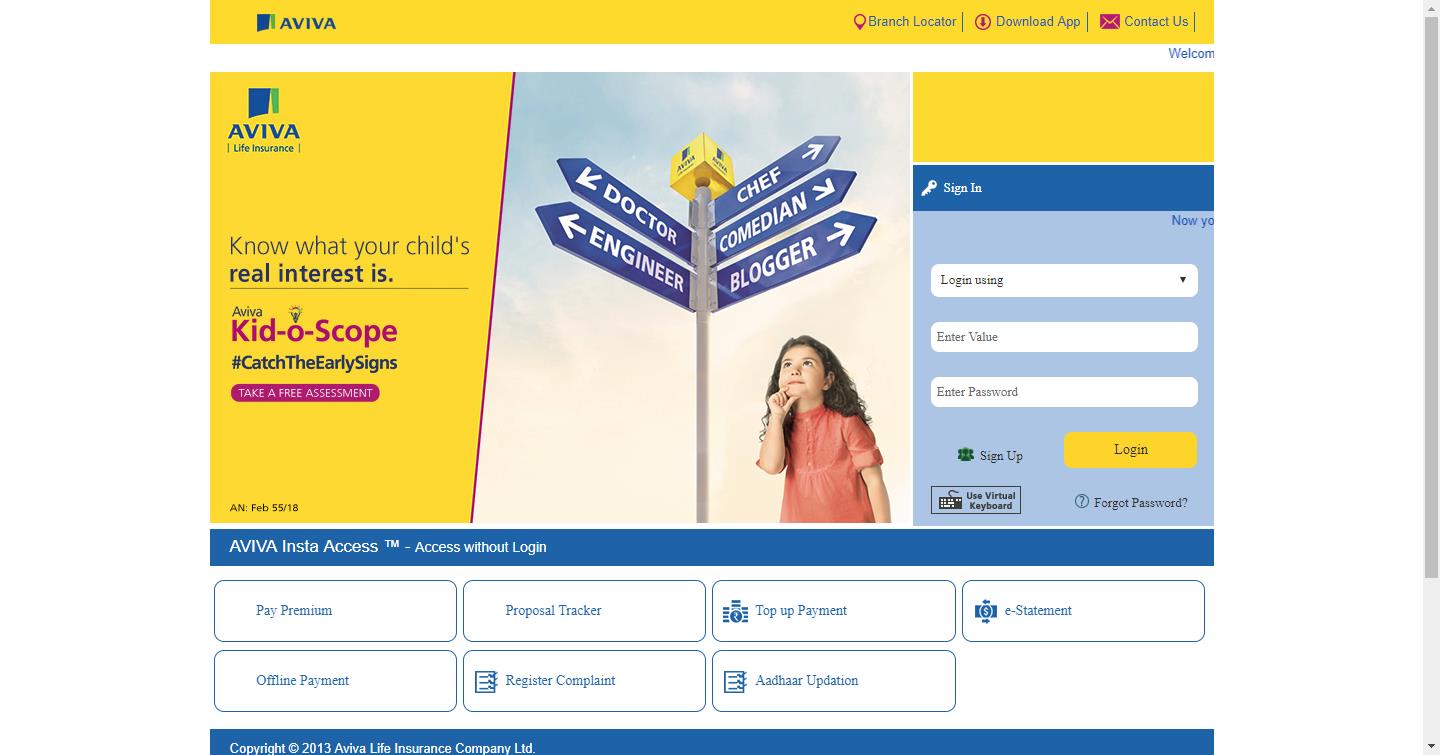 AVIVA
Branch Locator
Download App
Contact Us
Welcom
AVIVA
Life Insurance
Know what your child's
real interest is.
Aviva
Kid-o-Scope
#CatchTheEarlySigns
TAKE A FREE ASSESSMENT
AN: Feb 55/18
AVIVA
AVIVA
DOCTOR
ENGINEER
CHEF
COMEDIAN
BLOGGER
Sign In
Now yo
Login using
Enter Value
Enter Password
Sign Up
Login
Use Virtual
Keyboard
Forgot Password?
AVIVA Insta Access ™ - Access without Login
Pay Premium
Proposal Tracker
Top up Payment
e-Statement
Offline Payment
Register Complaint
Aadhaar Updation
Copyright © 2013 Aviva Life Insurance Company Ltd.